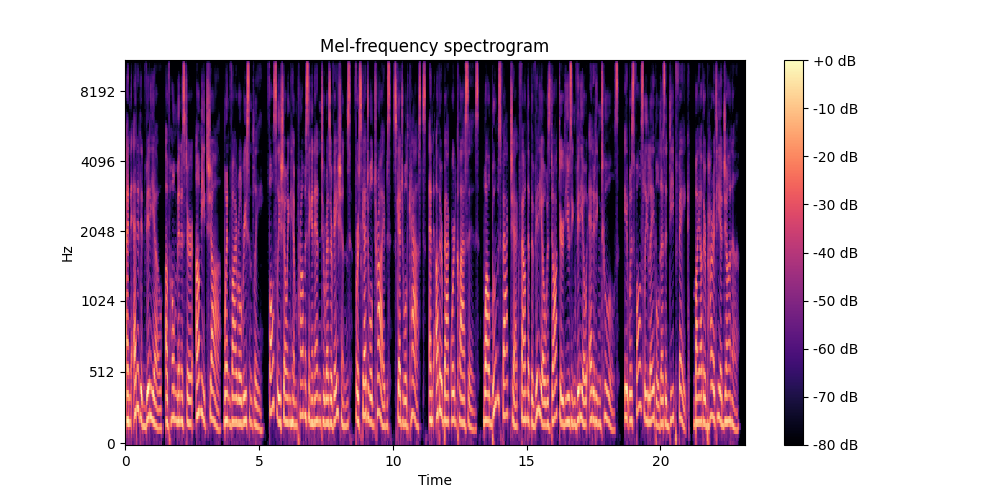 Mel-frequency spectrogram
Hz
8192
4096
2048
1024
512
0
0
5
10
15
20
Time
+0 dB
-10 dB
-20 dB
-30 dB
-40 dB
-50 dB
-60 dB
-70 dB
-80 dB